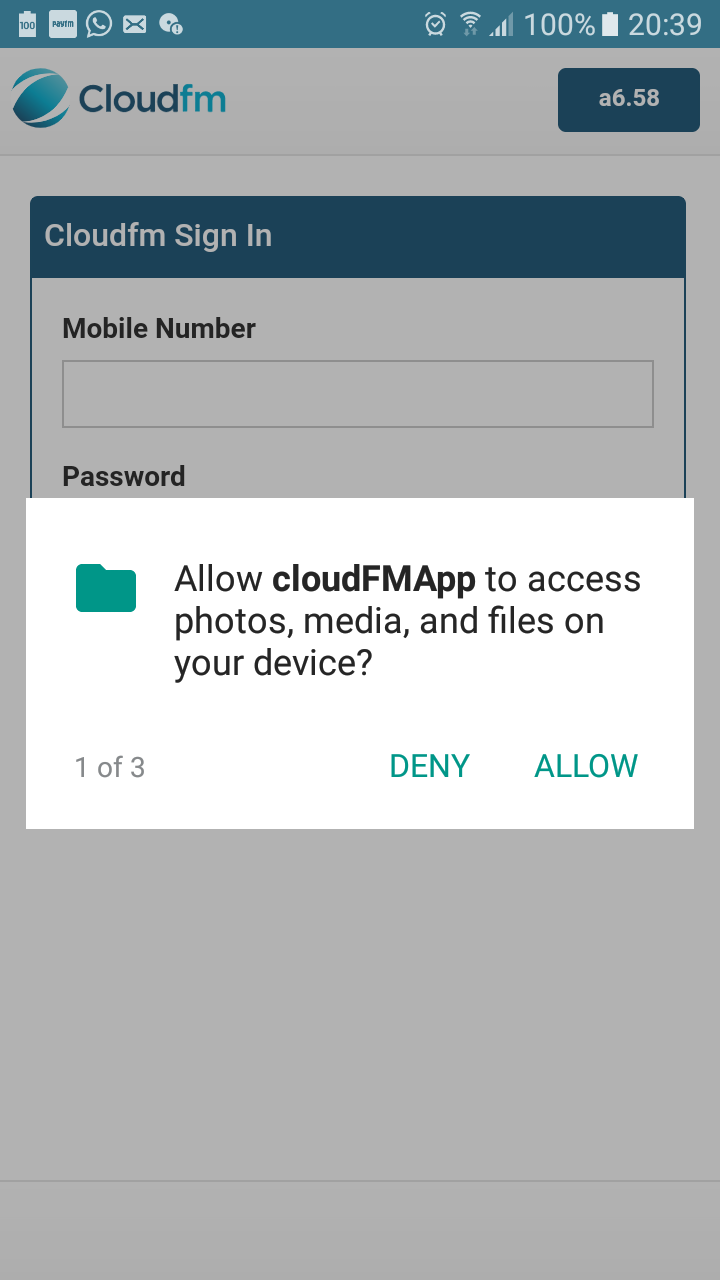 100 Paytm 100% 20:39
Cloudfm a6.58
Cloudfm Sign In
Mobile Number
Password
Allow cloudFMApp to access
photos, media, and files on
your device?
1 of 3 DENY ALLOW